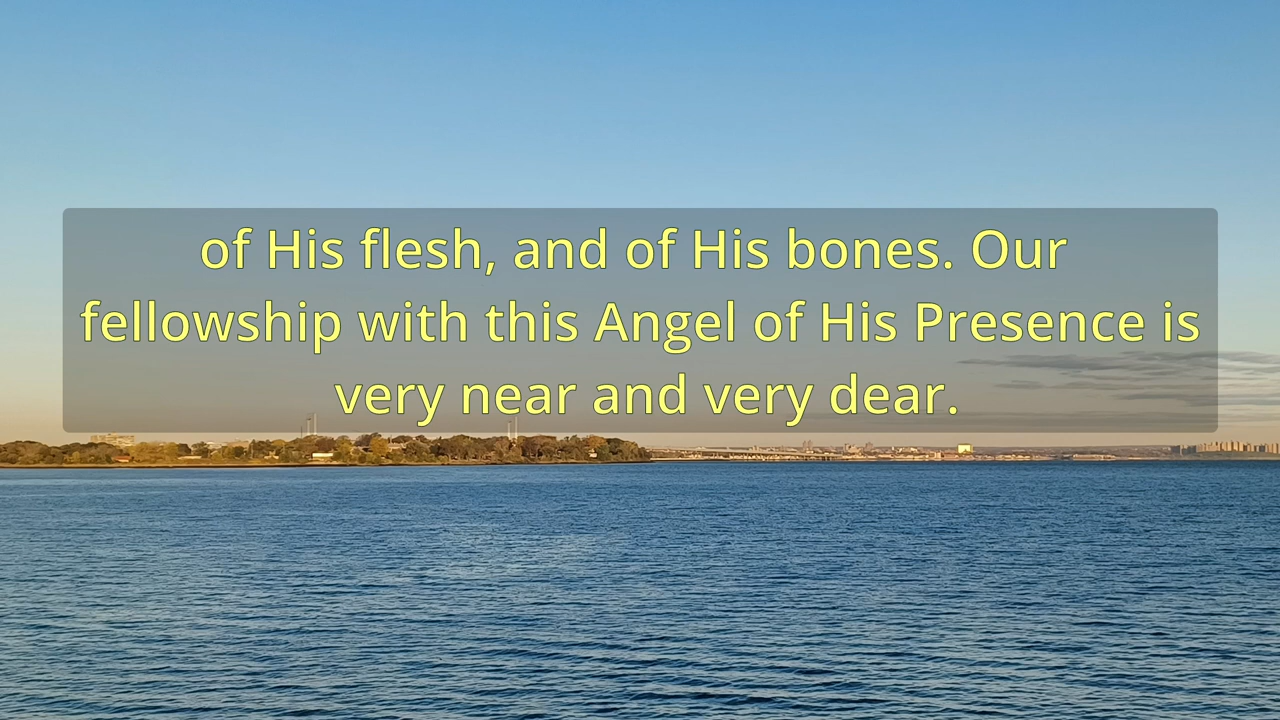 of His flesh, and of His bones. Our
fellowship with this Angel of His Presence is
very near and very dear.